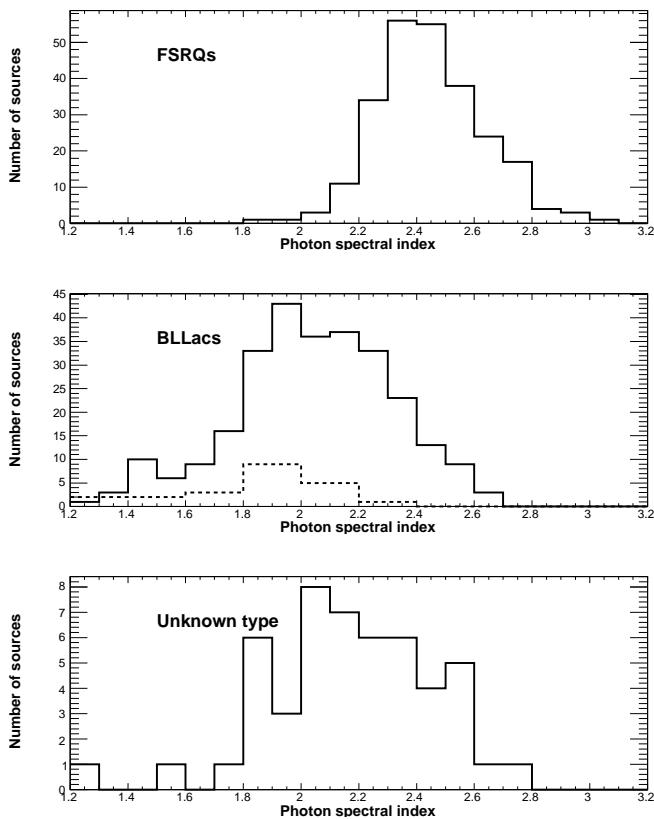 FSRQs
Number of sources
50
40
30
20
10
0
1.2 1.4 1.6 1.8 2 2.2 2.4 2.6 2.8 3 3.2
Photon spectral index
BLLacs
Number of sources
45
40
35
30
25
20
15
10
5
0
1.2 1.4 1.6 1.8 2 2.2 2.4 2.6 2.8 3 3.2
Photon spectral index
Unknown type
Number of sources
8
7
6
5
4
3
2
1
0
1.2 1.4 1.6 1.8 2 2.2 2.4 2.6 2.8 3 3.2
Photon spectral index